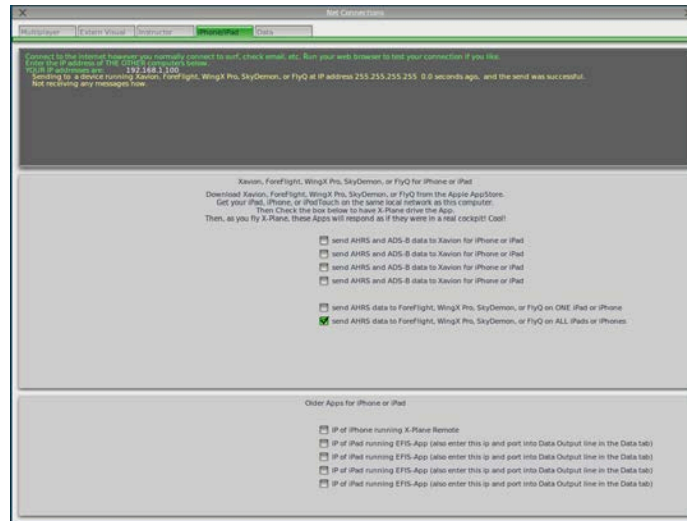 Net Connections
Multiplayer Extern Visual Instructor iPhone/iPad Data
Connect to the internet however you normally connect to surf, check email, etc. Run your web browser to test your connection if you like.
Enter the IP address of THE OTHER computers below.
YOUR IP addresses are: 192.168.1.100
Sending to a device running Xavion, ForeFlight, WingX Pro, SkyDemon, or FlyQ at IP address 255.255.255.255 0.0 seconds ago, and the send was successful.
Not receiving any messages now.
Xavion, ForeFlight, WingX Pro, SkyDemon, or FlyQ for iPhone or iPad
Download Xavion, ForeFlight, WingX Pro, SkyDemon, or FlyQ from the Apple AppStore.
Get your iPad, iPhone, or iPodTouch on the same local network as this computer.
Then Check the box below to have X-Plane drive the App.
Then, as you fly X-Plane, these Apps will respond as if they were in a real cockpit! Cool!
send AHRS and ADS-B data to Xavion for iPhone or iPad
send AHRS and ADS-B data to Xavion for iPhone or iPad
send AHRS and ADS-B data to Xavion for iPhone or iPad
send AHRS and ADS-B data to Xavion for iPhone or iPad
send AHRS data to ForeFlight, WingX Pro, SkyDemon, or FlyQ on ONE iPad or iPhone
send AHRS data to ForeFlight, WingX Pro, SkyDemon, or FlyQ on ALL iPads or iPhones
Older Apps for iPhone or iPad
IP of iPhone running X-Plane Remote
IP of iPad running EFIS-App (also enter this ip and port into Data Output line in the Data tab)
IP of iPad running EFIS-App (also enter this ip and port into Data Output line in the Data tab)
IP of iPad running EFIS-App (also enter this ip and port into Data Output line in the Data tab)
IP of iPad running EFIS-App (also enter this ip and port into Data Output line in the Data tab)